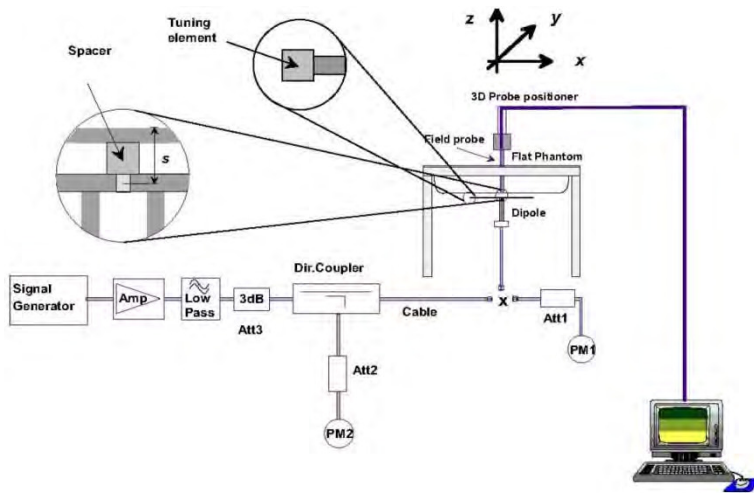 Tuning
element
Spacer
s
z
y
x
3D Probe positioner
Field probe
Flat Phantom
Dipole
Dir.Coupler
Signal
Generator
Amp
Low
Pass
3dB
Att3
Cable
x
Att1
PM1
Att2
PM2